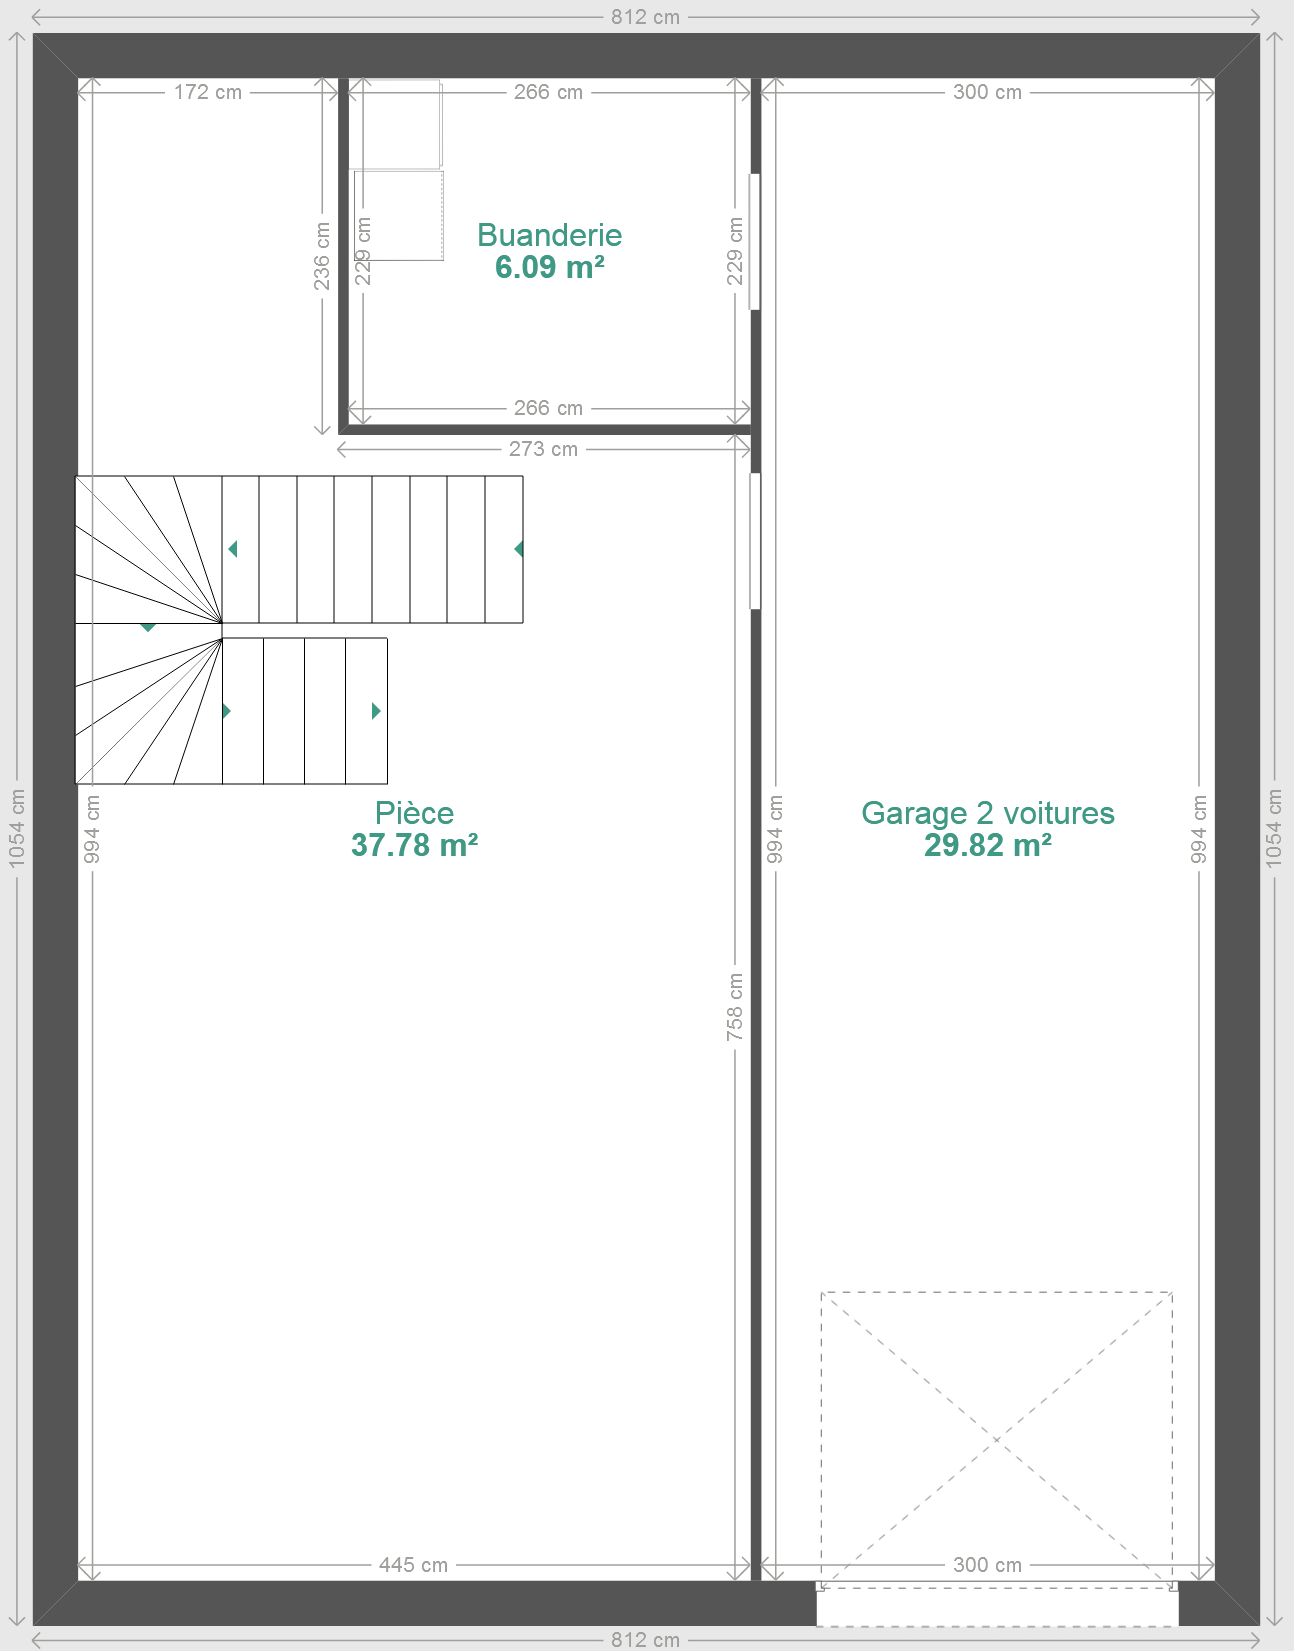 812 cm
172 cm
266 cm
300 cm
236 cm
229 cm
Buanderie
6.09 m²
229 cm
266 cm
273 cm
1054 cm
994 cm
Pièce
37.78 m²
994 cm
Garage 2 voitures
29.82 m²
994 cm
1054 cm
758 cm
445 cm
300 cm
812 cm